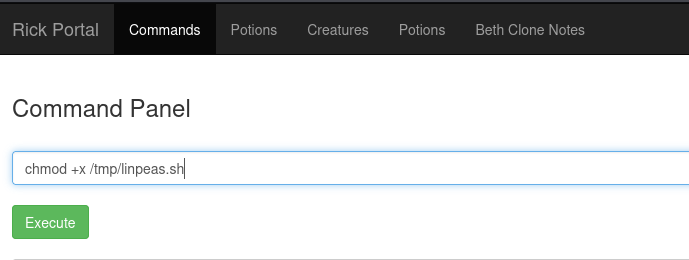 Rick Portal Commands Potions Creatures Potions Beth Clone Notes
Command Panel
chmod +x /tmp/linpeas.sh
Execute